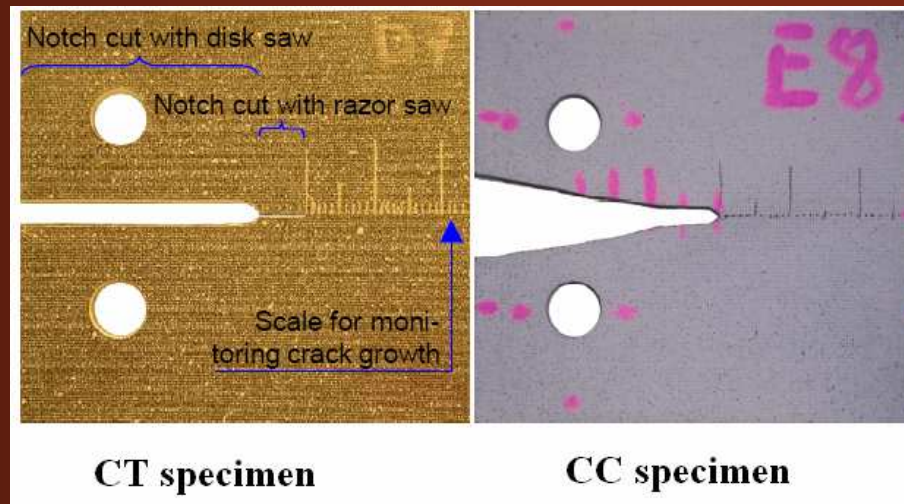 Notch cut with disk saw
Notch cut with razor saw
Scale for moni-
toring crack growth
E8
CT specimen
CC specimen